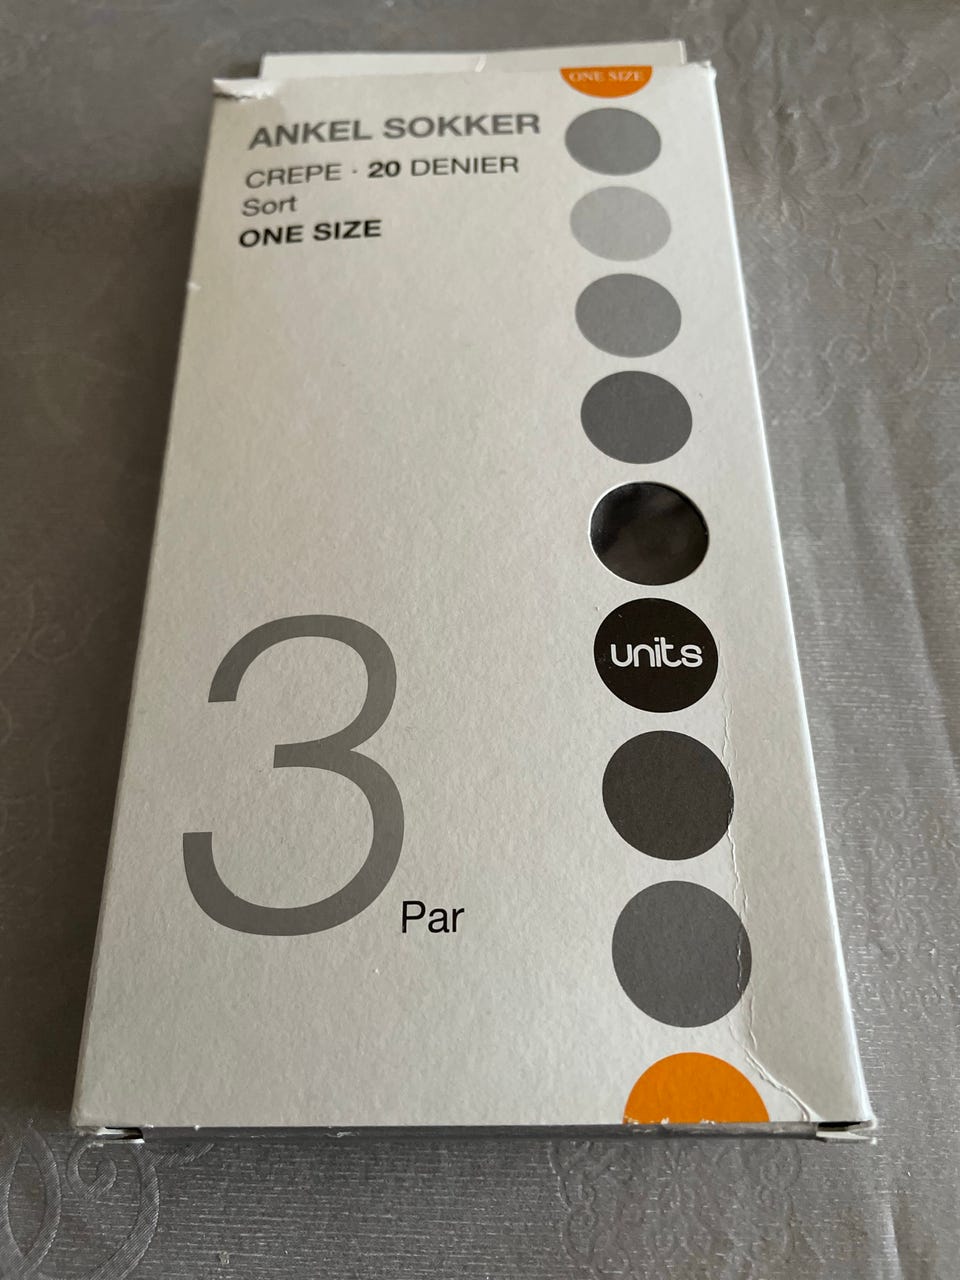 ONE SIZE
ANKEL SOKKER
CREPE · 20 DENIER
Sort
ONE SIZE
units
3
Par